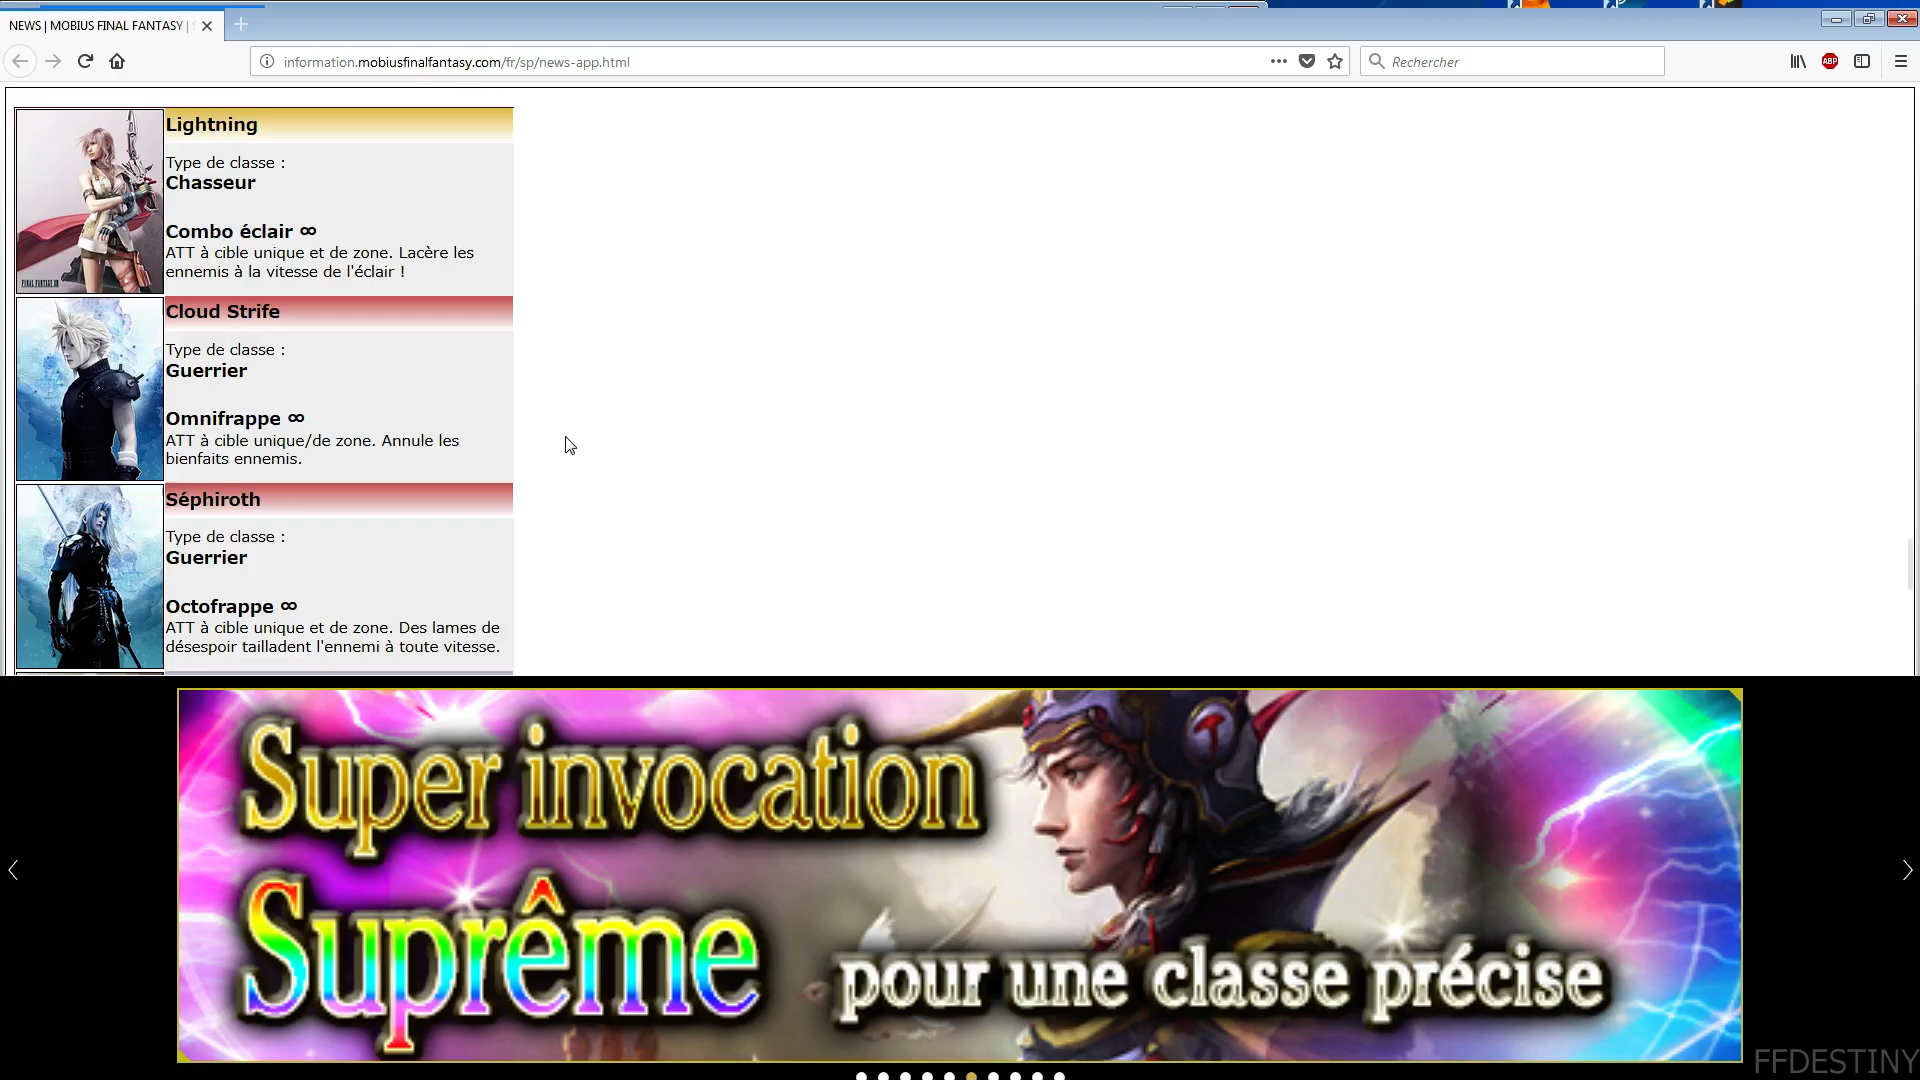 NEWS | MOBIUS FINAL FANTASY |
information.mobiusfinalfantasy.com/fr/sp/news-app.html
Rechercher
ABP
Lightning
Type de classe :
Chasseur
Combo éclair ∞
ATT à cible unique et de zone. Lacère les
ennemis à la vitesse de l'éclair !
FINAL FANTASY XIII
Cloud Strife
Type de classe :
Guerrier
Omnifrappe ∞
ATT à cible unique/de zone. Annule les
bienfaits ennemis.
Séphiroth
Type de classe :
Guerrier
Octofrappe ∞
ATT à cible unique et de zone. Des lames de
désespoir tailladent l'ennemi à toute vitesse.
Super invocation
Suprême pour une classe précise
FFDESTINY